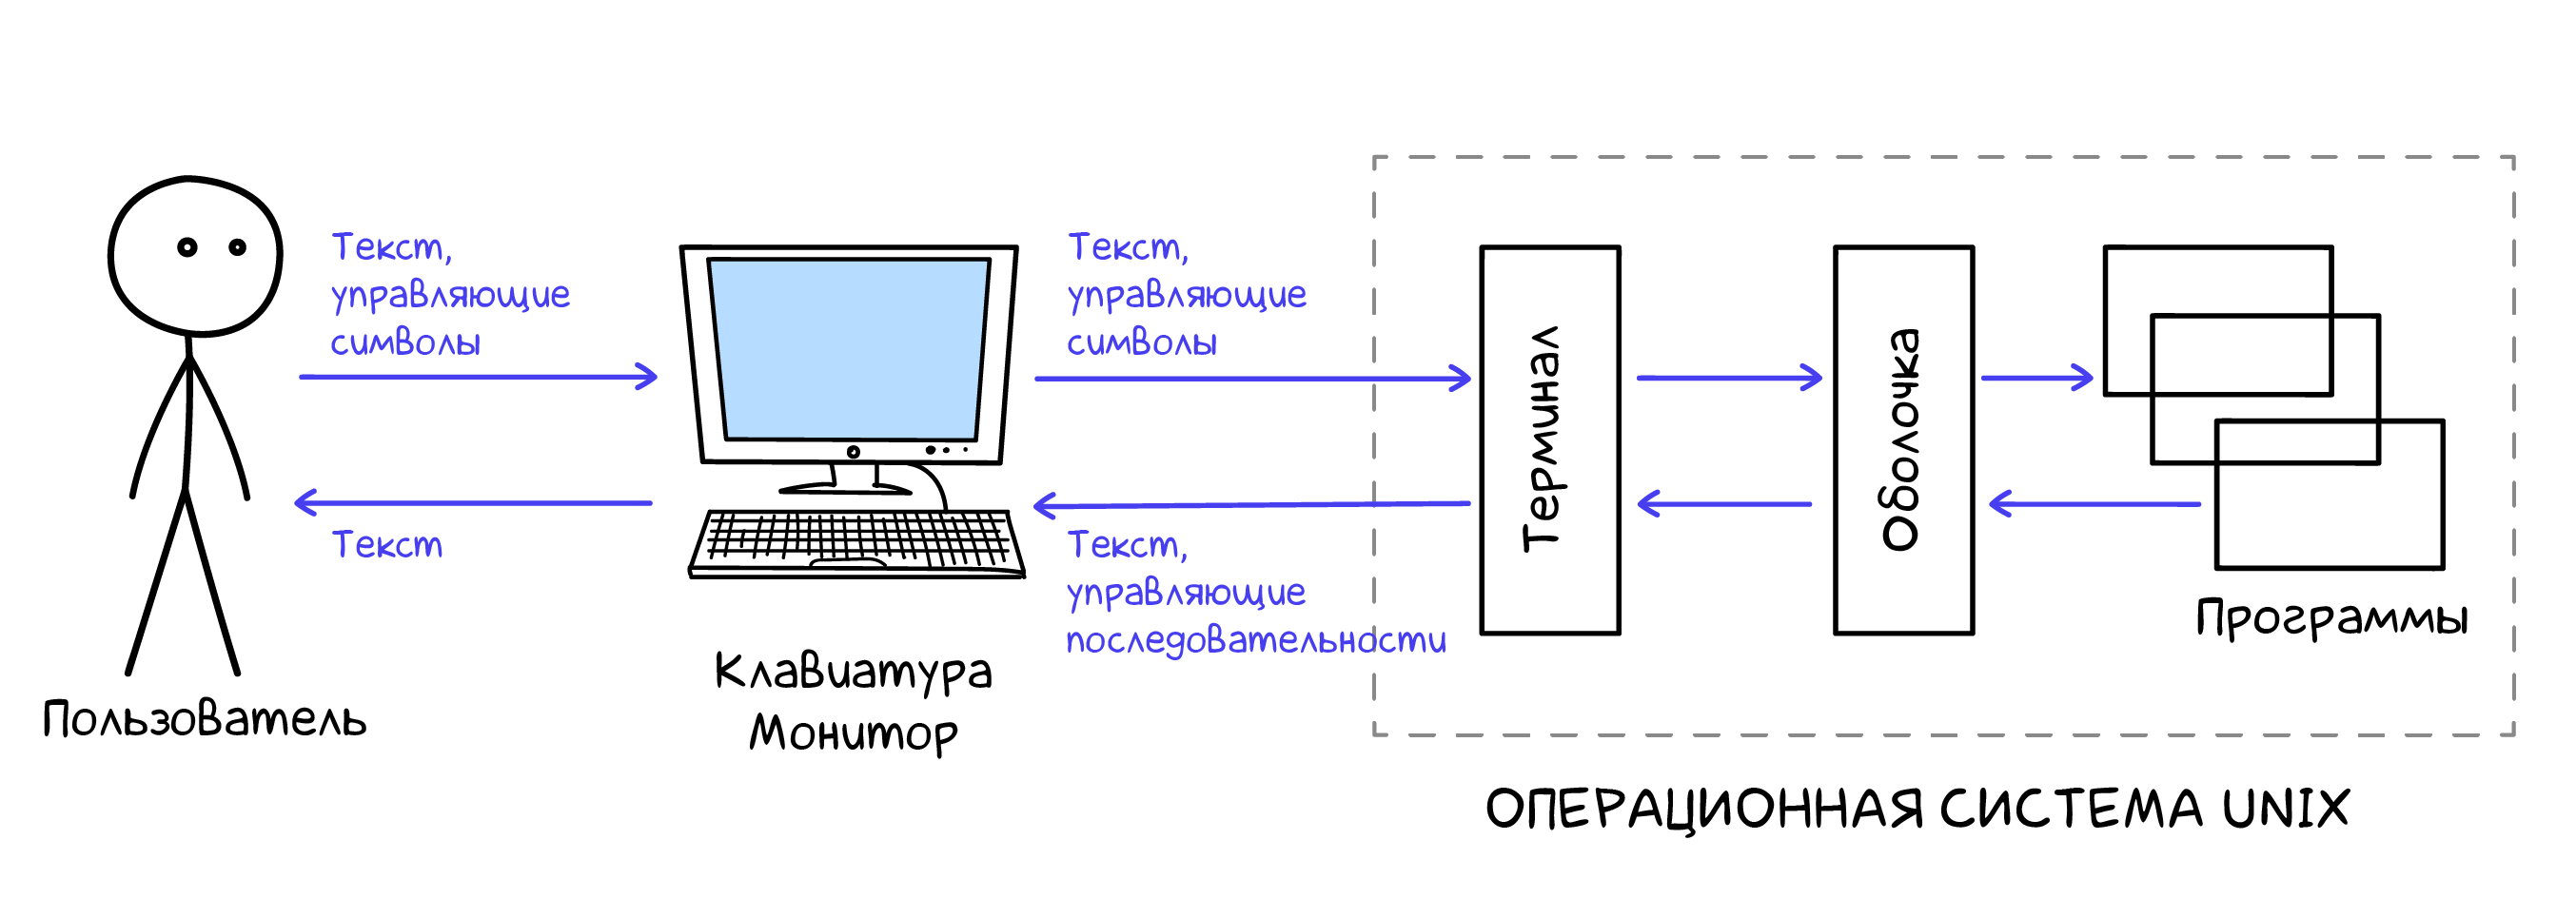 Текст,
управляющие
символы
Текст
Пользователь
Клавиатура
Монитор
Текст,
управляющие
символы
Текст,
управляющие
последовательности
Терминал
Оболочка
Программы
ОПЕРАЦИОННАЯ СИСТЕМА UNIX